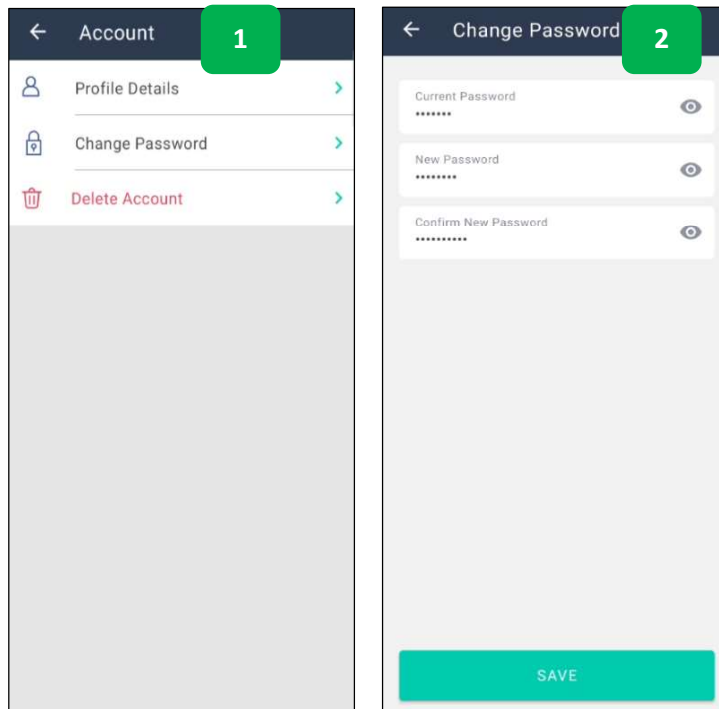 Account
1
Profile Details
Change Password
Delete Account
Change Password
2
Current Password
•••••••
New Password
••••••••
Confirm New Password
••••••••••
SAVE